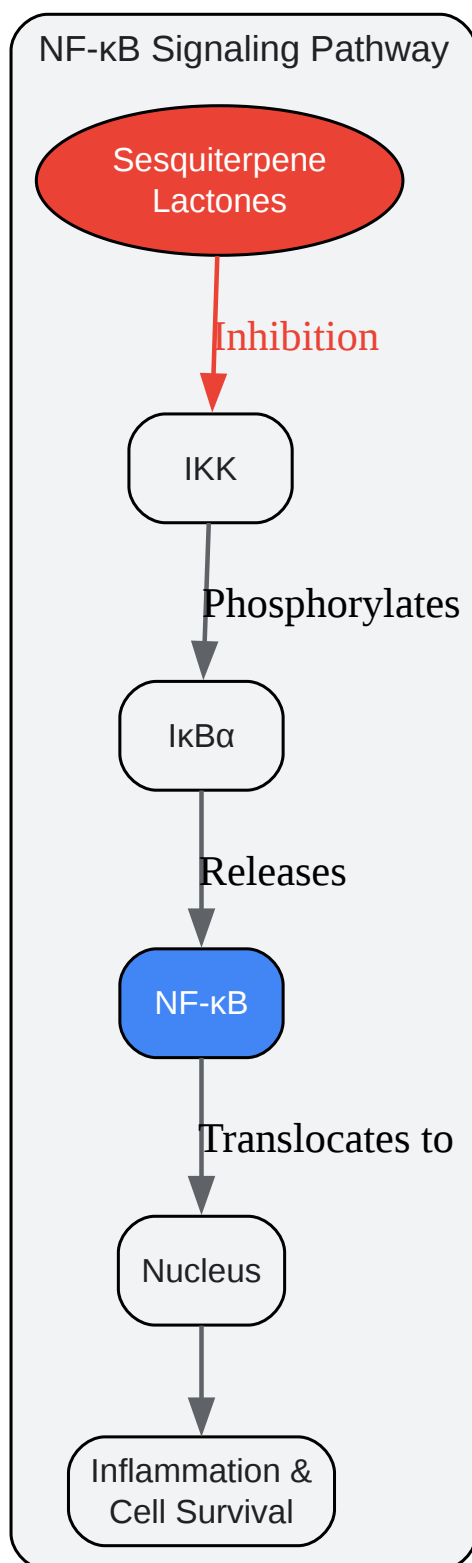 NF-κB Signaling Pathway
Sesquiterpene
Lactones
Inhibition
IKK
Phosphorylates
IκBα
Releases
NF-κB
Translocates to
Nucleus
Inflammation &
Cell Survival